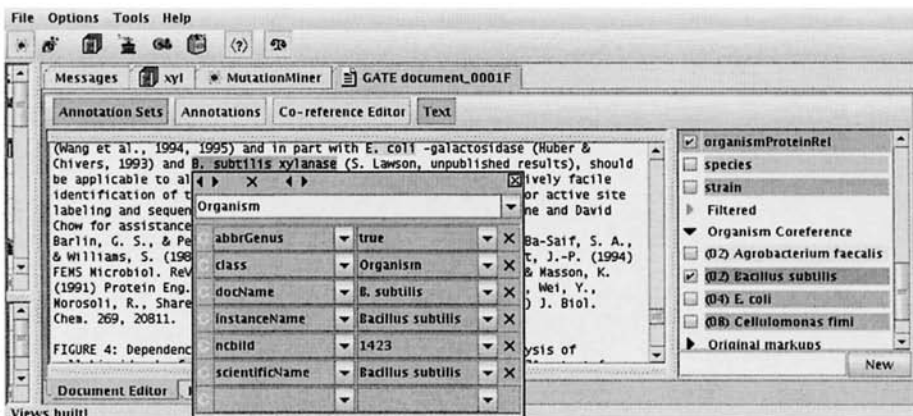 File Options Tools Help
Messages xyl MutationMiner GATE document_0001F
Annotation Sets Annotations Co-reference Editor Text
(Wang et al., 1994, 1995) and in part with E. coli -galactosidase (Huber &
Chivers, 1993) and B. subtilis xylanase (S. Lawson, unpublished results), should
be applicable to al ively facile
identification of t or active site
labeling and sequen ne and David
Chow for assistance
Barlin, G. S., & Pe Ba-Saif, S. A.,
& Williams, S. (198 t, J.-P. (1994)
FEMS Microbiol. ReV & Masson, K.
(1991) Protein Eng. , Wei, Y.,
Morosoli, R., Share ) J. Biol.
Chem. 269, 20811.
FIGURE 4: Dependenc ysis of
Organism
abbrGenus true
class Organism
docName B. subtilis
instanceName Bacillus subtilis
ncbiId 1423
scientificName Bacillus subtilis
organismProteinRel
species
strain
Filtered
Organism Coreference
(02) Agrobacterium faecalis
(02) Bacillus subtilis
(04) E. coli
(08) Cellulomonas fimi
Original markups
New
Document Editor
Views built!